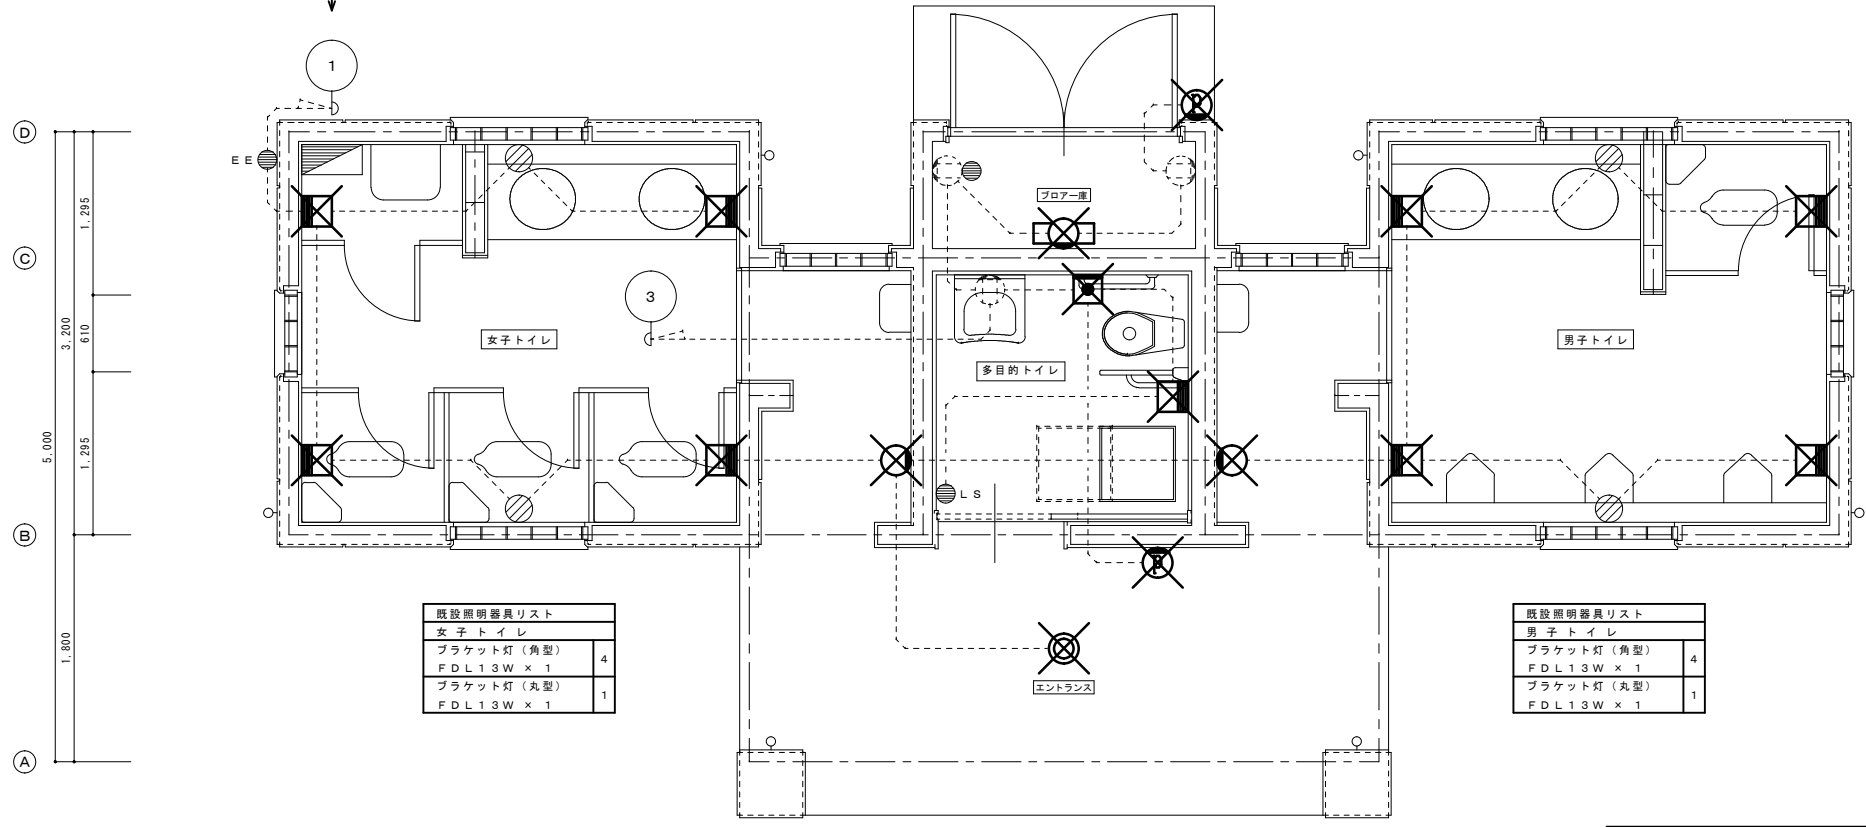 1
D
EE
1,295
ブロアー庫
C
3
3,200
610
女子トイレ
男子トイレ
多目的トイレ
5,000
1,295
LS
B
既設照明器具リスト
女子トイレ
ブラケット灯(角型)
FDL13W × 1
4
ブラケット灯(丸型)
FDL13W × 1
1
既設照明器具リスト
男子トイレ
ブラケット灯(角型)
FDL13W × 1
4
ブラケット灯(丸型)
FDL13W × 1
1
1,800
エントランス
A